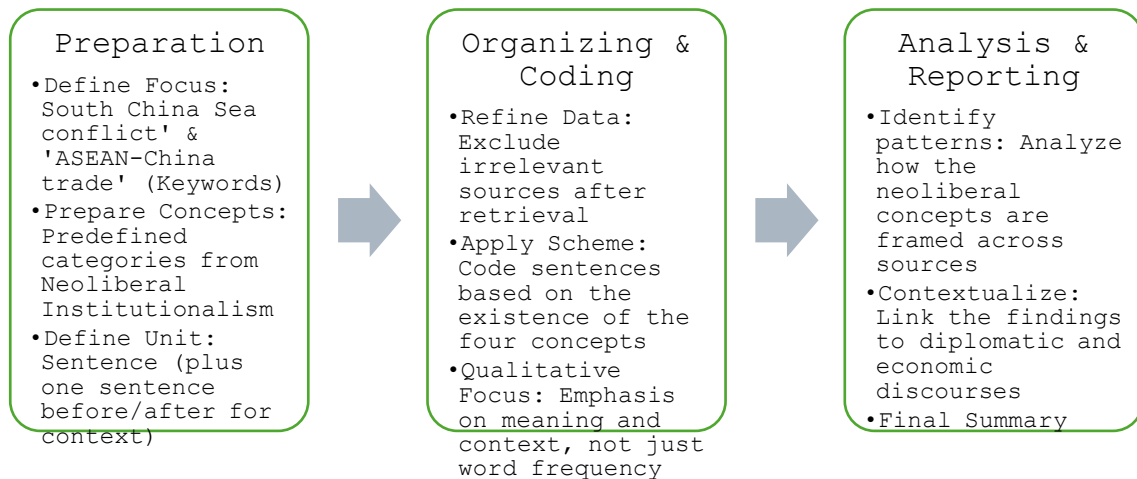 Preparation
•Define Focus:
South China Sea
conflict' &
'ASEAN-China
trade' (Keywords)
•Prepare Concepts:
Predefined
categories from
Neoliberal
Institutionalism
•Define Unit:
Sentence (plus
one sentence
before/after for
context)
Organizing &
Coding
•Refine Data:
Exclude
irrelevant
sources after
retrieval
•Apply Scheme:
Code sentences
based on the
existence of the
four concepts
•Qualitative
Focus: Emphasis
on meaning and
context, not just
word frequency
Analysis &
Reporting
•Identify
patterns: Analyze
how the
neoliberal
concepts are
framed across
sources
•Contextualize:
Link the findings
to diplomatic and
economic
discourses
•Final Summary